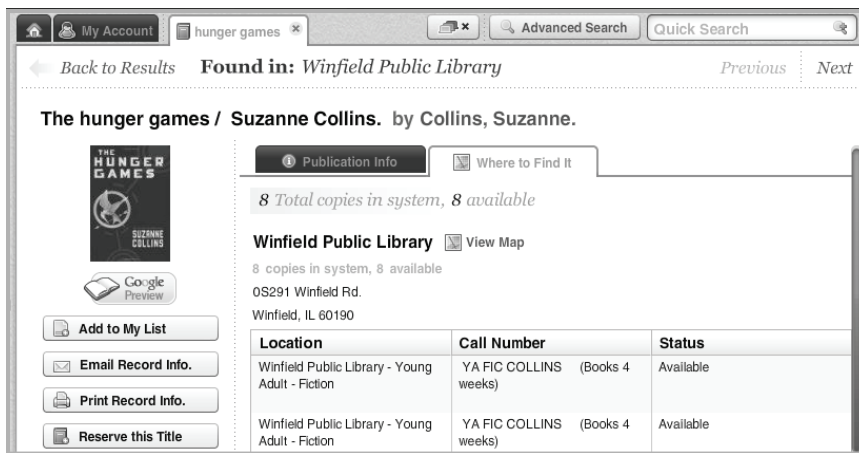 My Account
hunger games
Advanced Search
Quick Search
Back to Results
Found in: Winfield Public Library
Previous
Next
The hunger games / Suzanne Collins. by Collins, Suzanne.
THE
HUNGER
GAMES
SUZANNE
COLLINS
Google
Preview
Add to My List
Email Record Info.
Print Record Info.
Reserve this Title
Publication Info
Where to Find It
8 Total copies in system, 8 available
Winfield Public Library View Map
8 copies in system, 8 available
0S291 Winfield Rd.
Winfield, IL 60190
Location Call Number Status
Winfield Public Library - Young YA FIC COLLINS (Books 4 Available
Adult - Fiction weeks)
Winfield Public Library - Young YA FIC COLLINS (Books 4 Available
Adult - Fiction weeks)